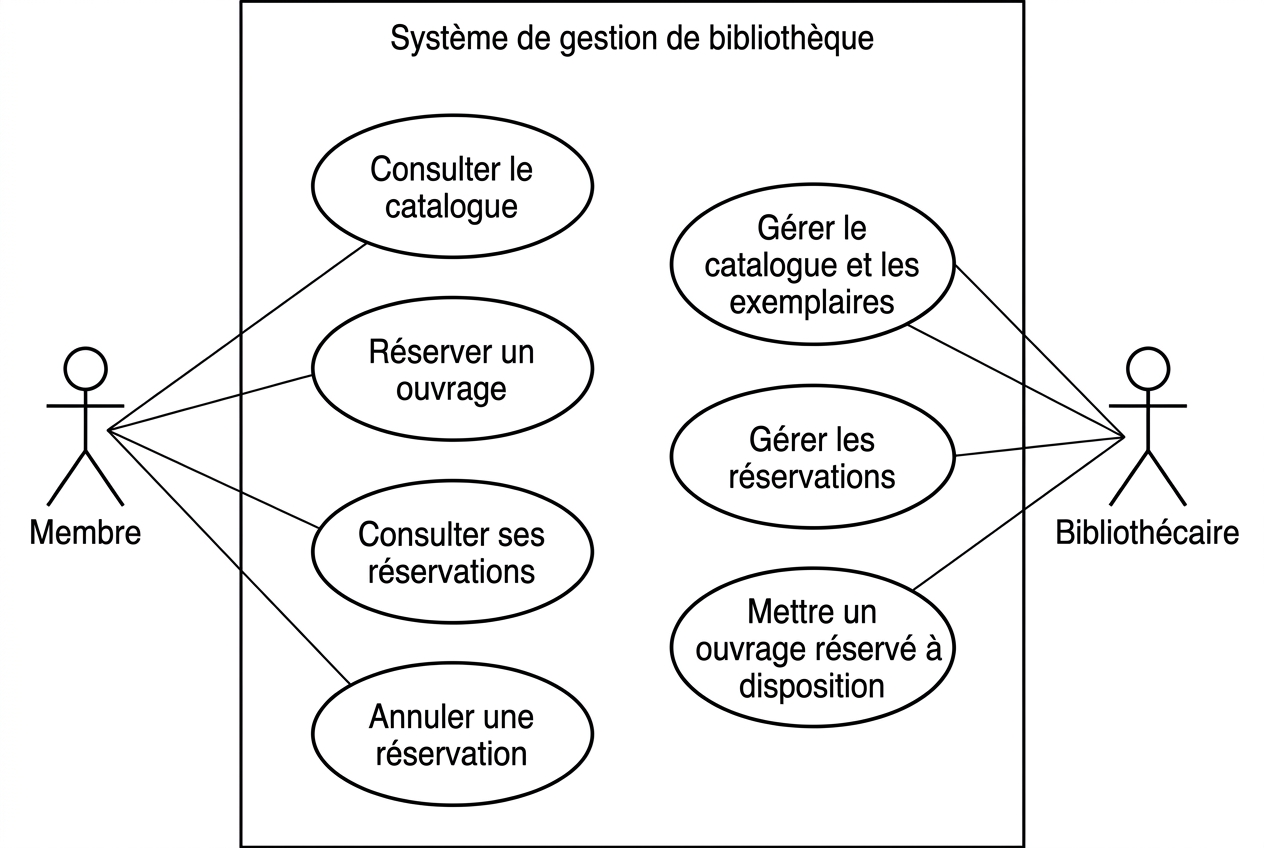 Système de gestion de bibliothèque
Consulter le
catalogue
Réserver un
ouvrage
Consulter ses
réservations
Annuler une
réservation
Gérer le
catalogue et les
exemplaires
Gérer les
réservations
Mettre un
ouvrage réservé à
disposition
Membre
Bibliothécaire